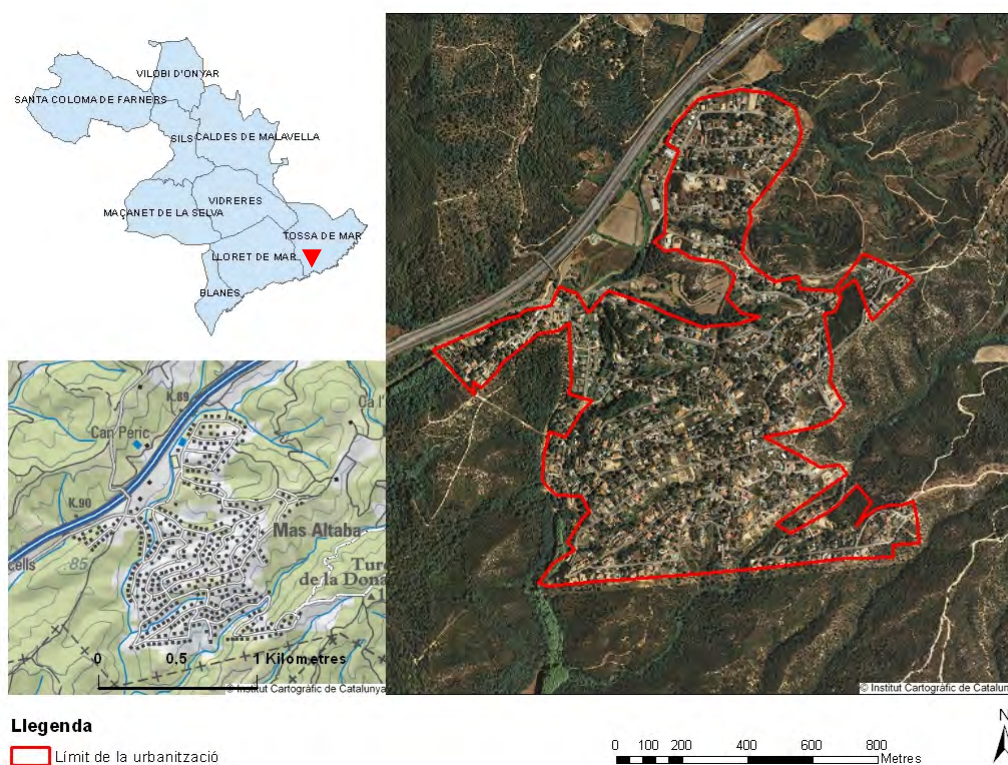 VILOBI D'ONYAR
SANTA COLOMA DE FARNERS
SILS
CALDES DE MALAVELLA
VIDRERES
MAÇANET DE LA SELVA
TOSSA DE MAR
LLORET DE MAR
BLANES
K.89
Can Peric
K.90
Mas Altaba
cells
85
Turó
de la Dona
0 0.5 1 Kilometres
© Institut Cartogràfic de Catalunya
© Institut Cartogràfic de Catalun
Llegenda
Límit de la urbanització
0 100 200 400 600 800
Metres
N